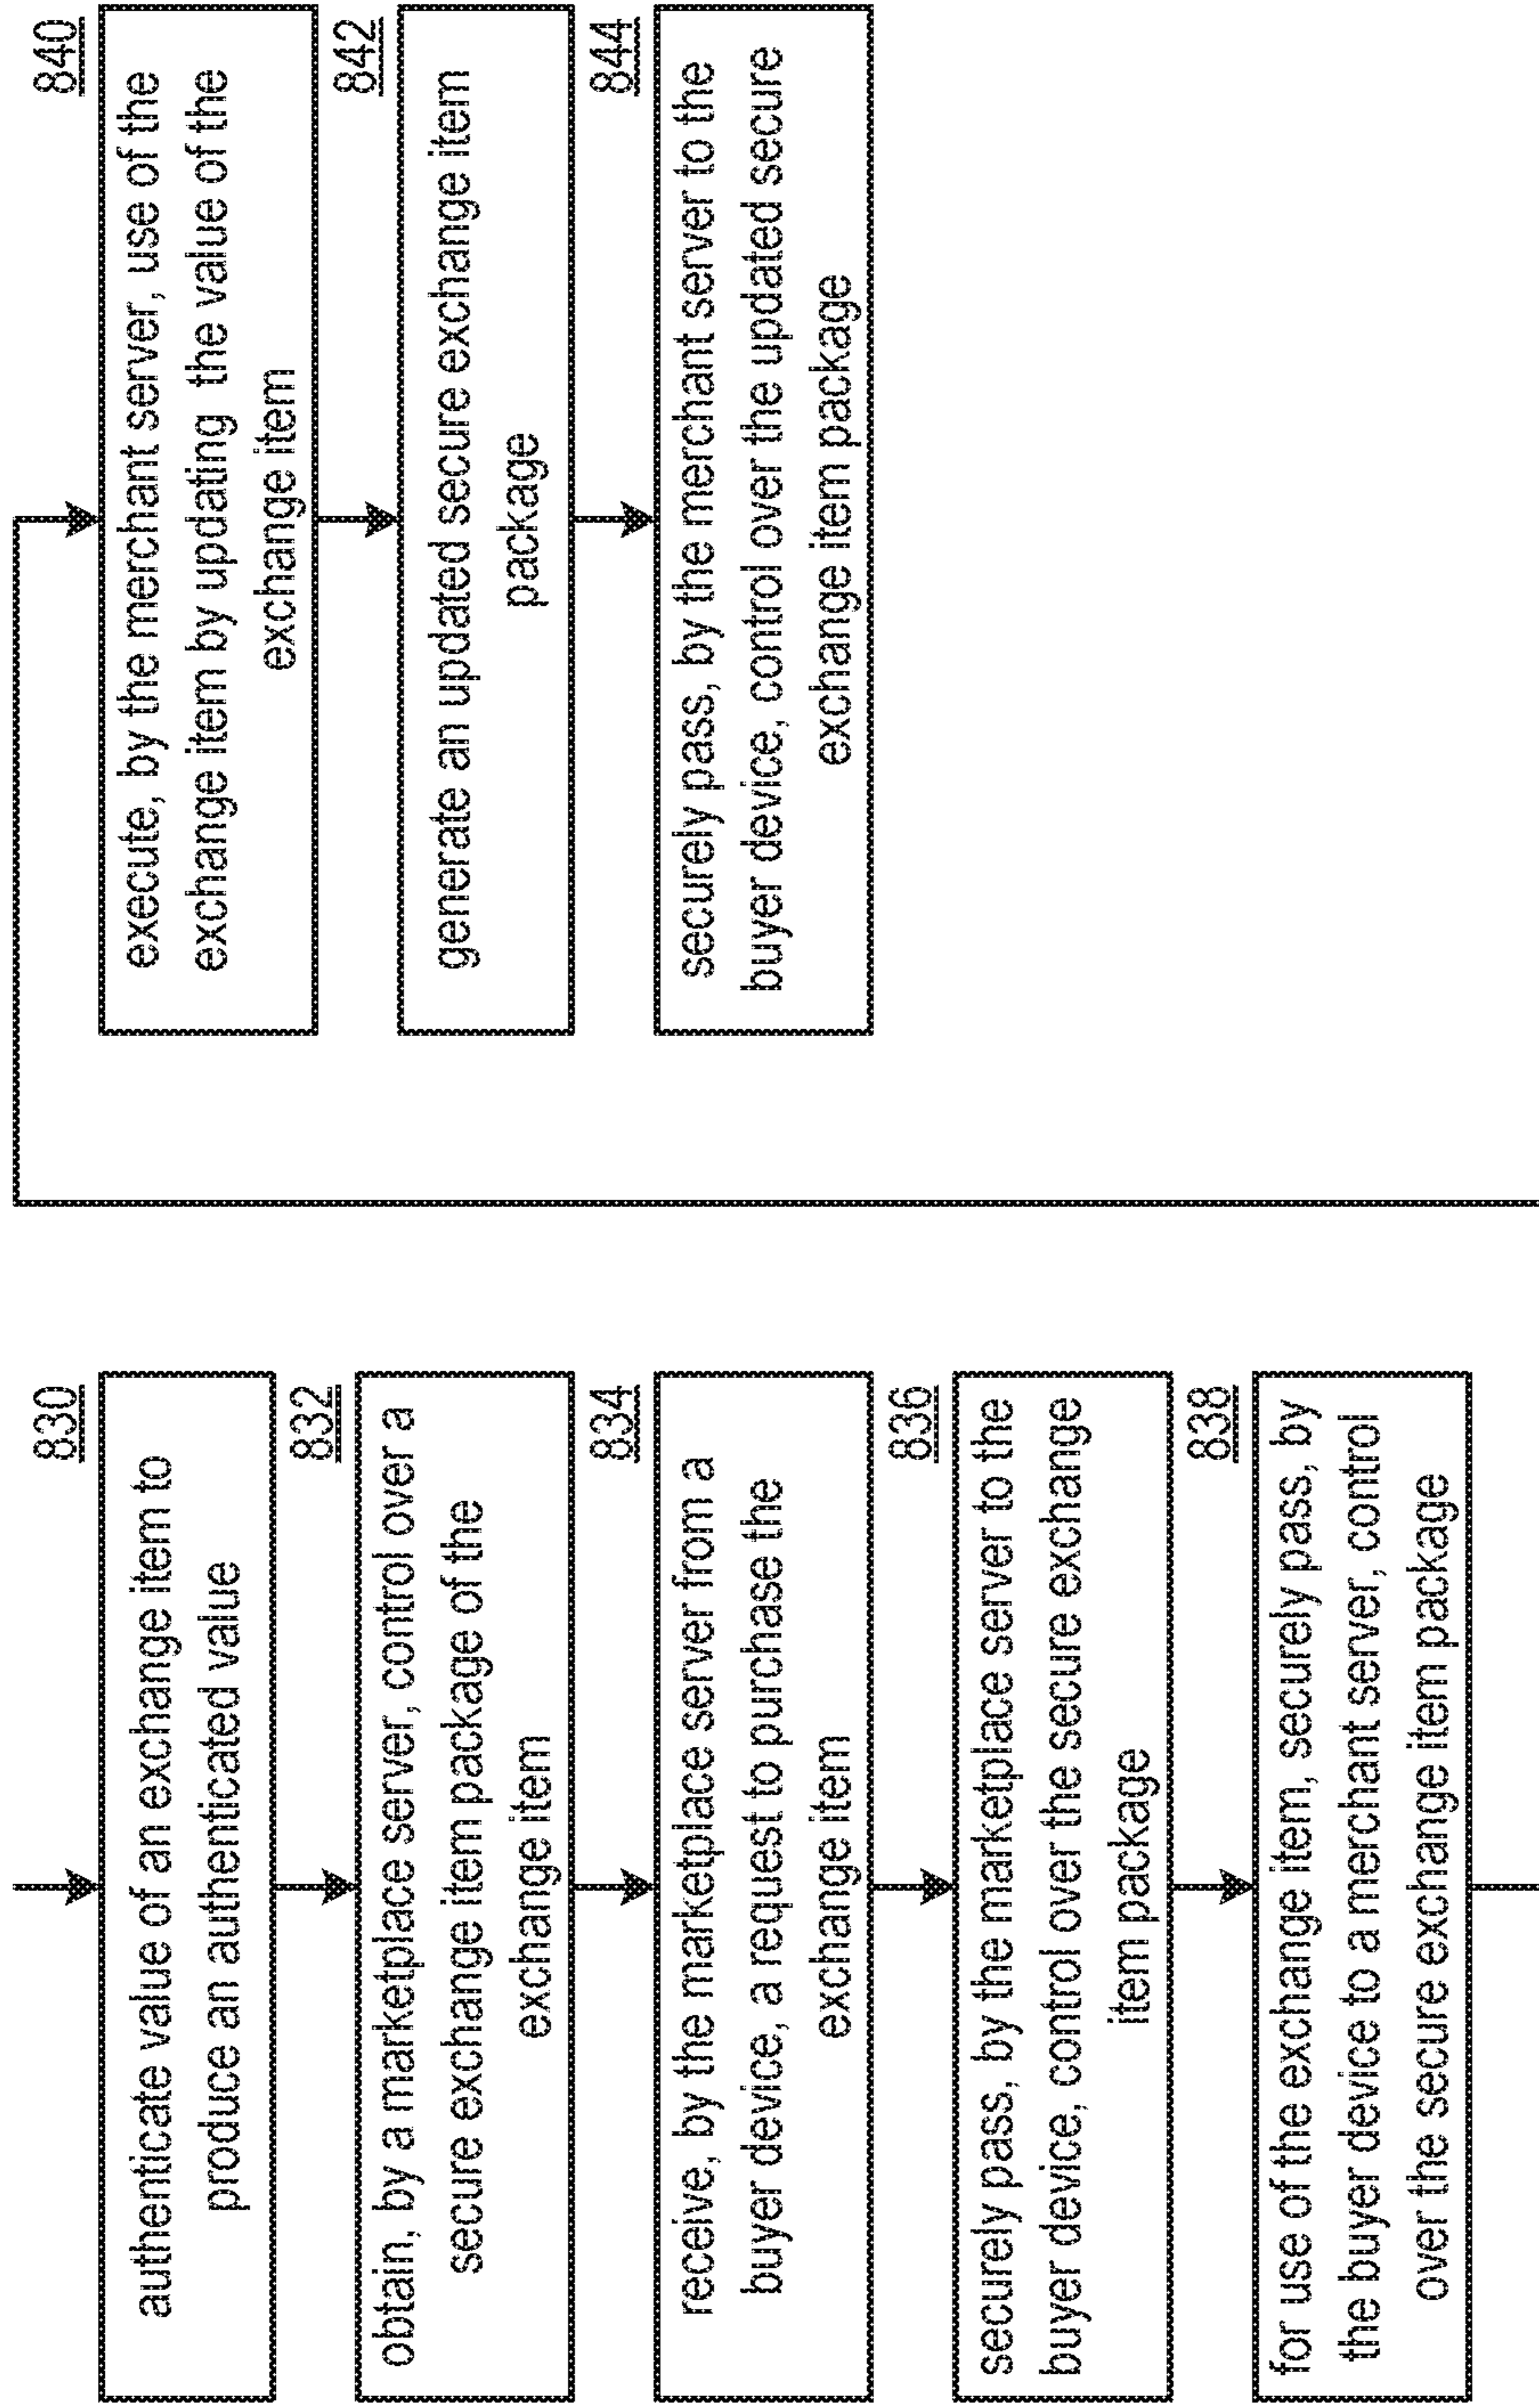 830
authenticate value of an exchange item to
produce an authenticated value
832
obtain, by a marketplace server, control over a
secure exchange item package of the
exchange item
834
receive, by the marketplace server from a
buyer device, a request to purchase the
exchange item
836
securely pass, by the marketplace server to the
buyer device, control over the secure exchange
item package
838
for use of the exchange item, securely pass, by
the buyer device to a merchant server, control
over the secure exchange item package
840
execute, by the merchant server, use of the
exchange item by updating the value of the
exchange item
842
generate an updated secure exchange item
package
844
securely pass, by the merchant server to the
buyer device, control over the updated secure
exchange item package